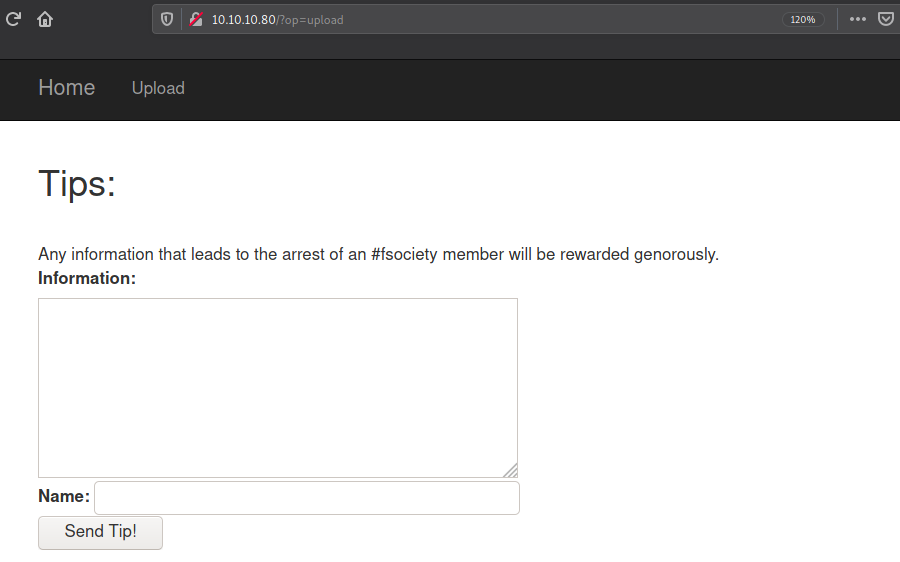 10.10.10.80/?op=upload 120%
Home Upload
Tips:
Any information that leads to the arrest of an #fsociety member will be rewarded genorously.
Information:
Name:
Send Tip!